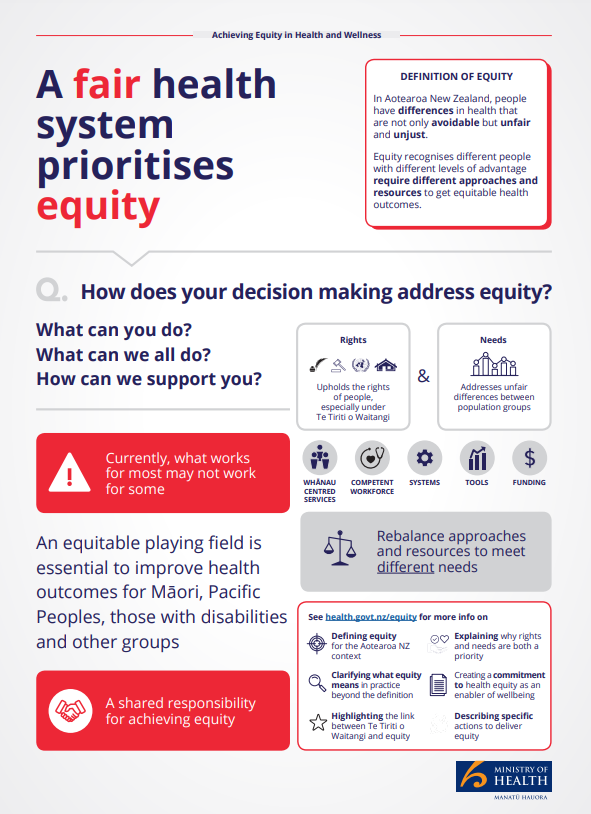 Achieving Equity in Health and Wellness
A fair health
system
prioritises
equity
DEFINITION OF EQUITY
In Aotearoa New Zealand, people
have differences in health that
are not only avoidable but unfair
and unjust.
Equity recognises different people
with different levels of advantage
require different approaches and
resources to get equitable health
outcomes.
Q. How does your decision making address equity?
What can you do?
What can we all do?
How can we support you?
Rights
Upholds the rights
of people,
especially under
Te Tiriti o Waitangi
&
Needs
Addresses unfair
differences between
population groups
Currently, what works
for most may not work
for some
WHĀNAU
CENTRED
SERVICES
COMPETENT
WORKFORCE
SYSTEMS
TOOLS
$
FUNDING
An equitable playing field is
essential to improve health
outcomes for Māori, Pacific
Peoples, those with disabilities
and other groups
Rebalance approaches
and resources to meet
different needs
A shared responsibility
for achieving equity
See health.govt.nz/equity for more info on
Defining equity
for the Aotearoa NZ
context
Explaining why rights
and needs are both a
priority
Clarifying what equity
means in practice
beyond the definition
Creating a commitment
to health equity as an
enabler of wellbeing
Highlighting the link
between Te Tiriti o
Waitangi and equity
Describing specific
actions to deliver
equity
MINISTRY OF
HEALTH
MANATŪ HAUORA